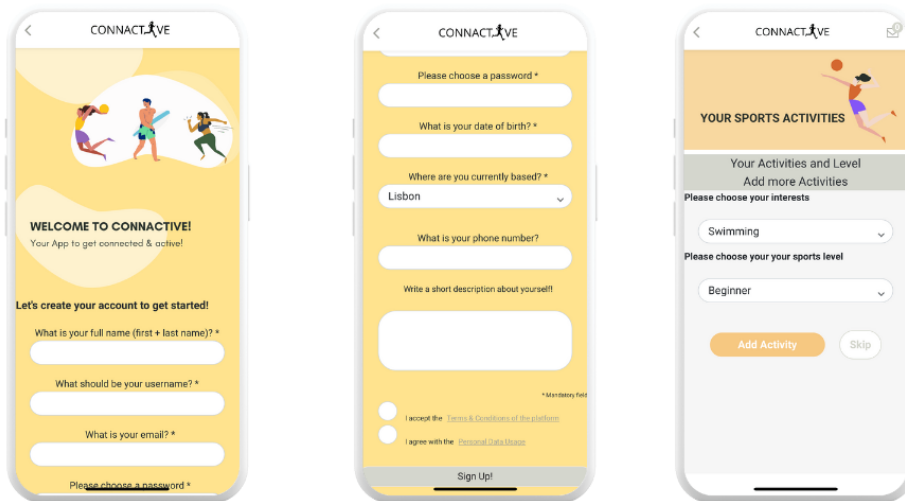 CONNACTIVE
WELCOME TO CONNACTIVE!
Your App to get connected & active!
Let's create your account to get started!
What is your full name (first + last name)? *
What should be your username? *
What is your email? *
Please choose a password *
CONNACTIVE
Please choose a password *
What is your date of birth? *
Where are you currently based? *
Lisbon
What is your phone number?
Write a short description about yourself!!
* Mandatory field
I accept the Terms & Conditions of the platform
I agree with the Personal Data Usage
Sign Up!
CONNACTIVE
YOUR SPORTS ACTIVITIES
Your Activities and Level
Add more Activities
Please choose your interests
Swimming
Please choose your your sports level
Beginner
Add Activity
Skip